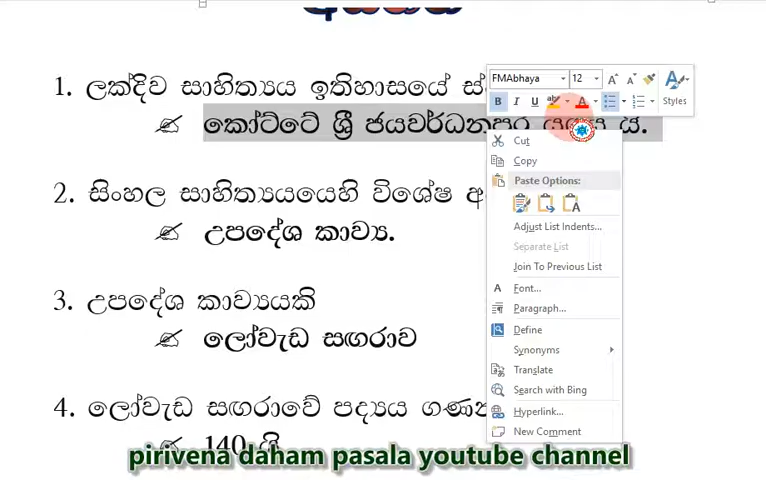 FMAbhaya 12
B I U Styles
1. ලක්දිව සාහිත්‍යය ඉතිහාසයේ
කෝට්ටේ ශ්‍රී ජයවර්ධනපුර
2. සිංහල සාහිත්‍යයයෙහි විශේෂ
උපදේශ කාව්‍ය.
3. උපදේශ කාව්‍යයකි
ලෝවැඩ සඟරාව
4. ලෝවැඩ සඟරාවේ පද්‍යය
140 යි
Cut
Copy
Paste Options:
Adjust List Indents...
Separate List
Join To Previous List
Font...
Paragraph...
Define
Synonyms
Translate
Search with Bing
Hyperlink...
New Comment
pirivena daham pasala youtube channel